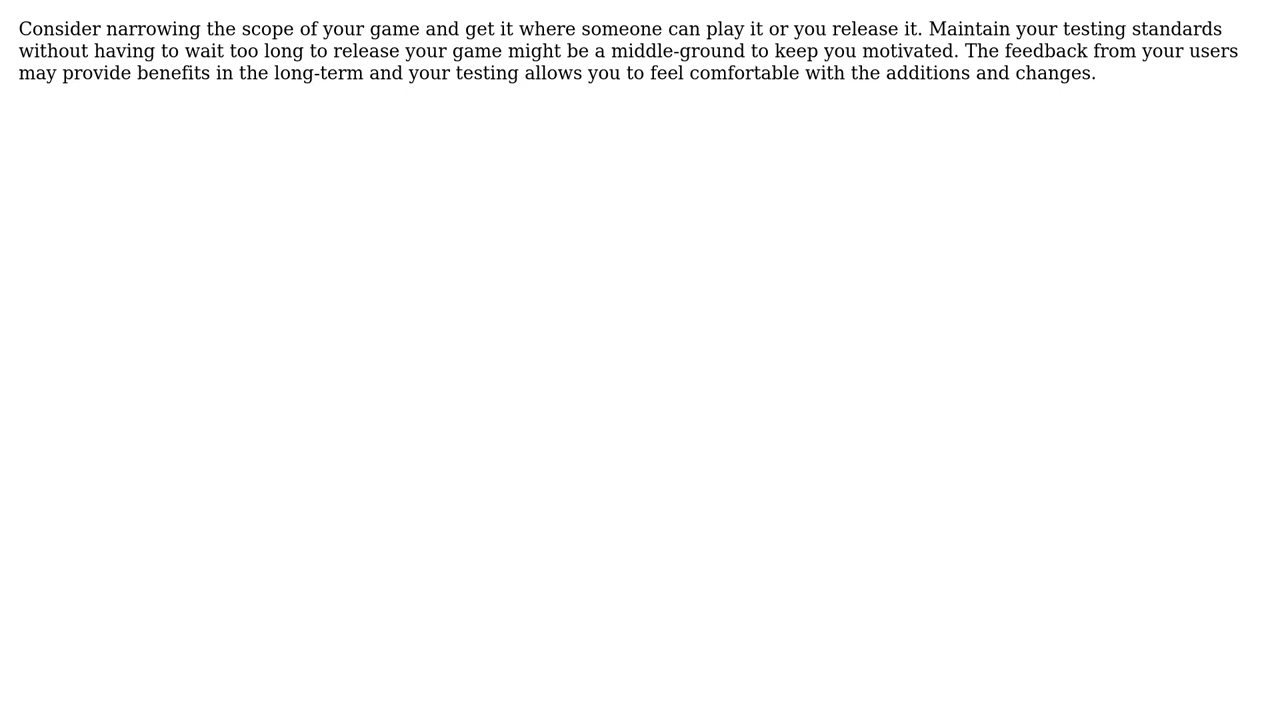 Consider narrowing the scope of your game and get it where someone can play it or you release it. Maintain your testing standards
without having to wait too long to release your game might be a middle-ground to keep you motivated. The feedback from your users
may provide benefits in the long-term and your testing allows you to feel comfortable with the additions and changes.